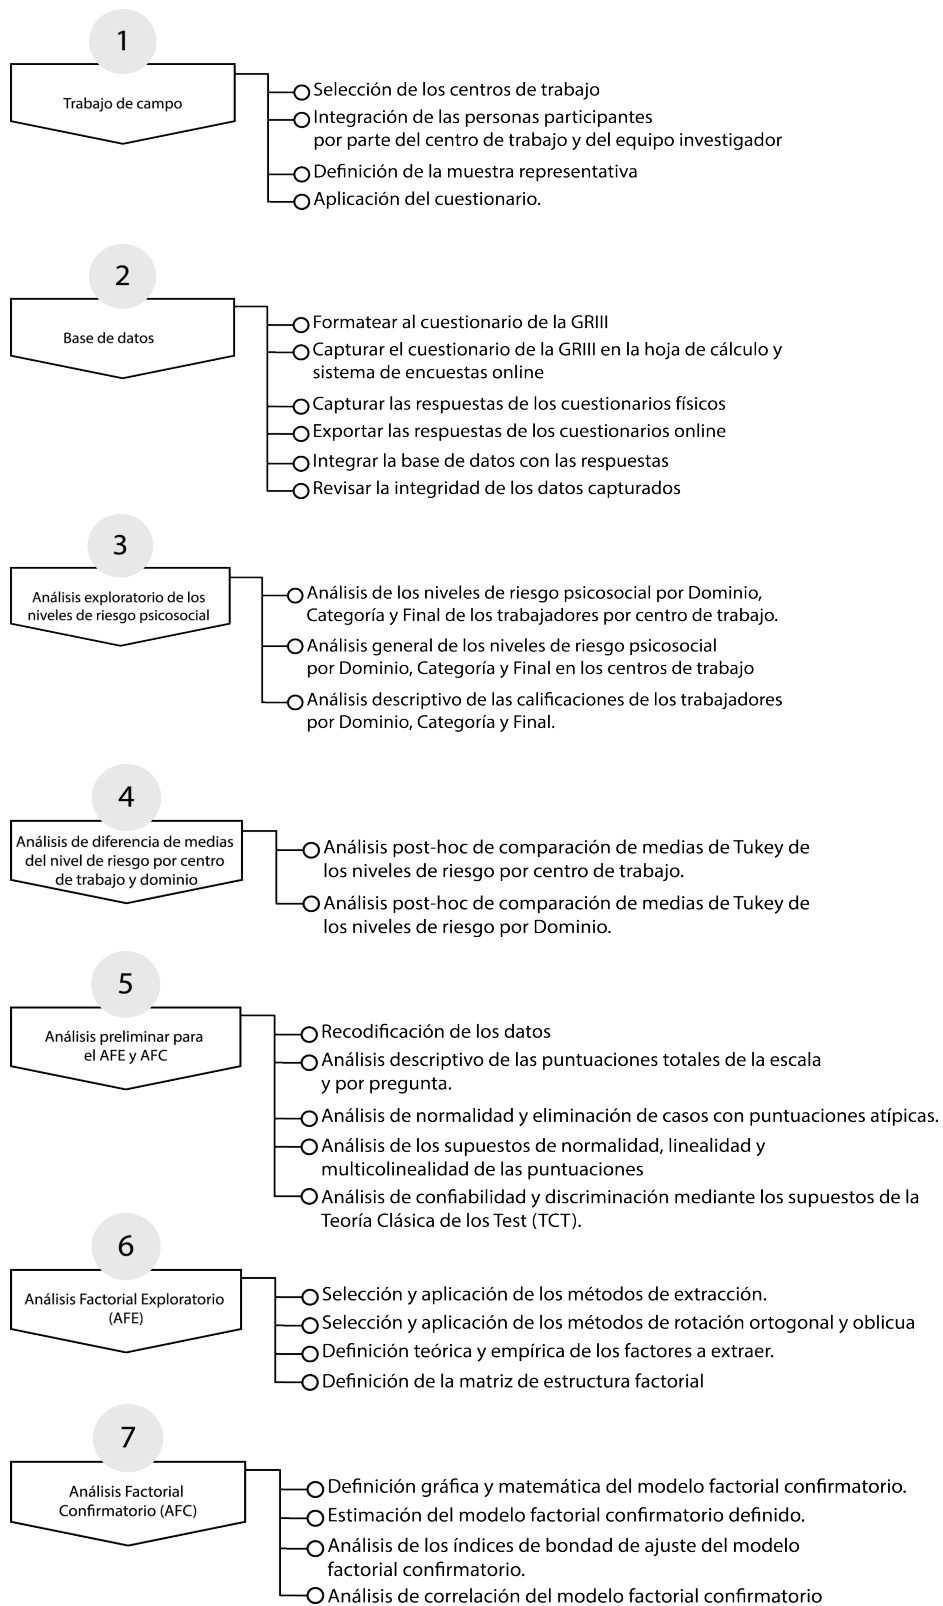 1
Trabajo de campo
Selección de los centros de trabajo
Integración de las personas participantes
por parte del centro de trabajo y del equipo investigador
Definición de la muestra representativa
Aplicación del cuestionario.
2
Base de datos
Formatear al cuestionario de la GRIII
Capturar el cuestionario de la GRIII en la hoja de cálculo y
sistema de encuestas online
Capturar las respuestas de los cuestionarios físicos
Exportar las respuestas de los cuestionarios online
Integrar la base de datos con las respuestas
Revisar la integridad de los datos capturados
3
Análisis exploratorio de los
niveles de riesgo psicosocial
Análisis de los niveles de riesgo psicosocial por Dominio,
Categoría y Final de los trabajadores por centro de trabajo.
Análisis general de los niveles de riesgo psicosocial
por Dominio, Categoría y Final en los centros de trabajo
Análisis descriptivo de las calificaciones de los trabajadores
por Dominio, Categoría y Final.
4
Análisis de diferencia de medias
del nivel de riesgo por centro
de trabajo y dominio
Análisis post-hoc de comparación de medias de Tukey de
los niveles de riesgo por centro de trabajo.
Análisis post-hoc de comparación de medias de Tukey de
los niveles de riesgo por Dominio.
5
Análisis preliminar para
el AFE y AFC
Recodificación de los datos
Análisis descriptivo de las puntuaciones totales de la escala
y por pregunta.
Análisis de normalidad y eliminación de casos con puntuaciones atípicas.
Análisis de los supuestos de normalidad, linealidad y
multicolinealidad de las puntuaciones
Análisis de confiabilidad y discriminación mediante los supuestos de la
Teoría Clásica de los Test (TCT).
6
Análisis Factorial Exploratorio
(AFE)
Selección y aplicación de los métodos de extracción.
Selección y aplicación de los métodos de rotación ortogonal y oblicua
Definición teórica y empírica de los factores a extraer.
Definición de la matriz de estructura factorial
7
Análisis Factorial
Confirmatorio (AFC)
Definición gráfica y matemática del modelo factorial confirmatorio.
Estimación del modelo factorial confirmatorio definido.
Análisis de los índices de bondad de ajuste del modelo
factorial confirmatorio.
Análisis de correlación del modelo factorial confirmatorio